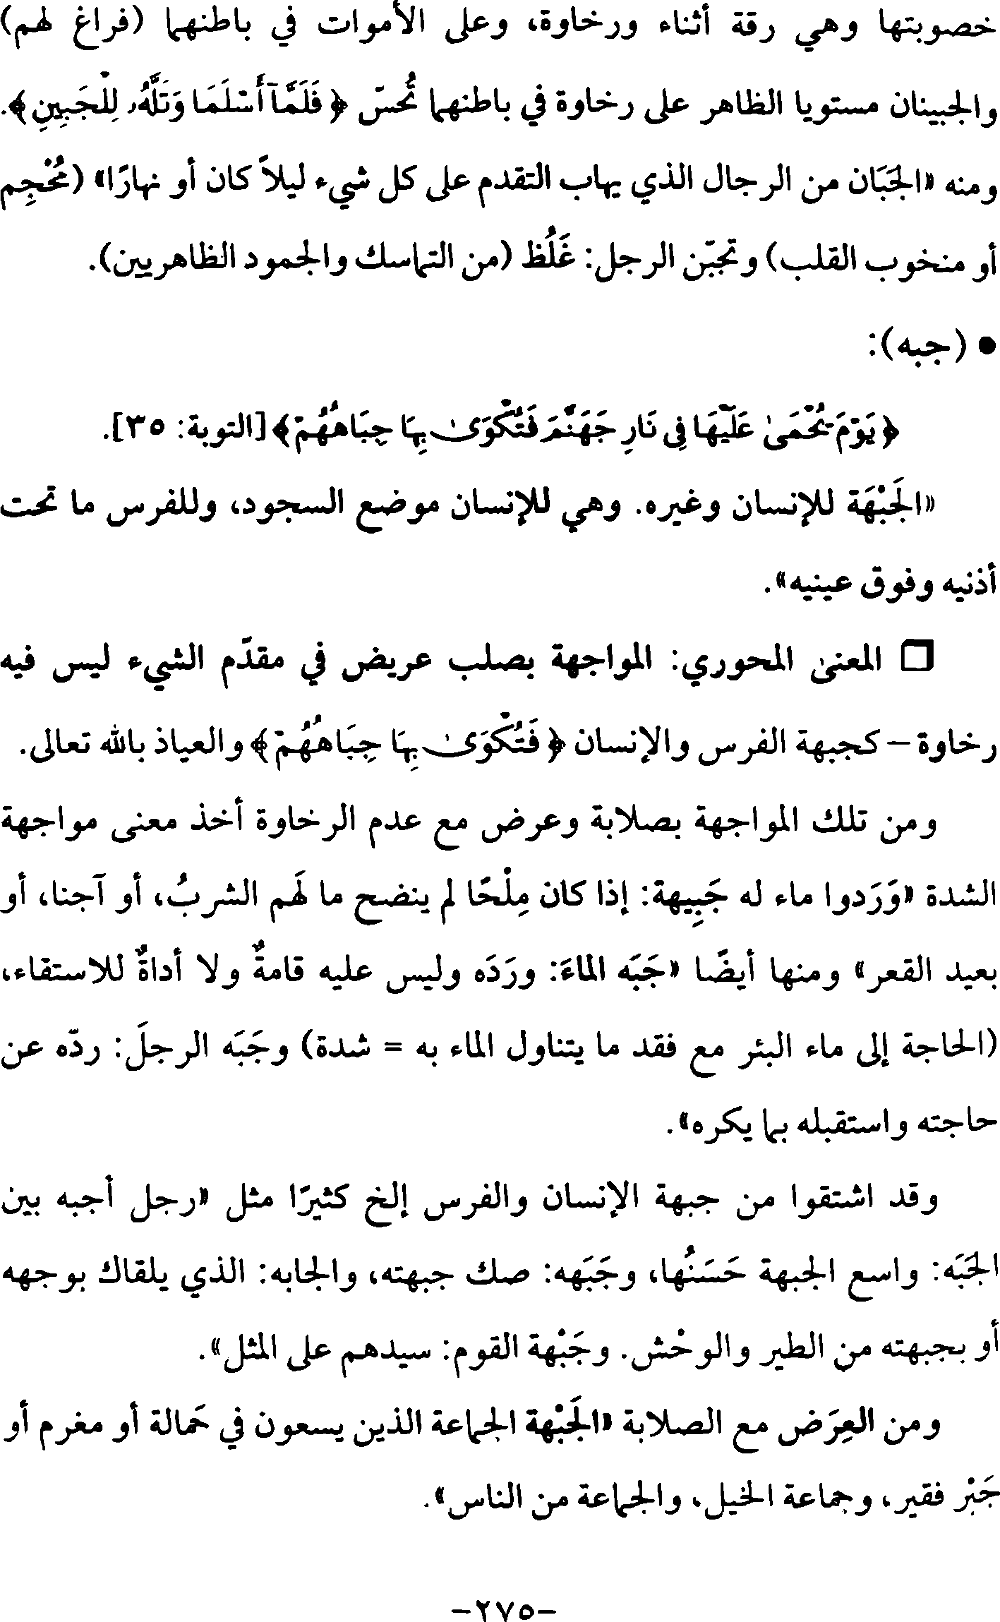 خصوبتها وهي رقة أثناء ورخاوة، وعلى الأموات في باطنهما (فراغ لهم)
والجبينان مستويا الظاهر على رخاوة في باطنهما تُحسّ ﴿فَلَمَّآ أَسْلَمَا وَتَلَّهُۥ لِلْجَبِينِ﴾.
ومنه «الجَبَان من الرجال الذي يهاب التقدم على كل شيء ليلاً كان أو نهارًا» (مُحْجِم
أو منخوب القلب) وتجبّن الرجل: غَلُظ (من التماسك والجمود الظاهريين).
• (جبه):
﴿يَوْمَ يُحْمَىٰ عَلَيْهَا فِى نَارِ جَهَنَّمَ فَتُكْوَىٰ بِهَا جِبَاهُهُمْ﴾ [التوبة: ٣٥].
«الجَبْهَة للإنسان وغيره. وهي للإنسان موضع السجود، وللفرس ما تحت
أذنيه وفوق عينيه».
□ المعنى المحوري: المواجهة بصلب عريض في مقدّم الشيء ليس فيه
رخاوة – كجبهة الفرس والإنسان ﴿فَتُكْوَىٰ بِهَا جِبَاهُهُمْ﴾ والعياذ بالله تعالى.
ومن تلك المواجهة بصلابة وعرض مع عدم الرخاوة أخذ معنى مواجهة
الشدة «وَرَدوا ماء له جَبِيهة: إذا كان مِلْحًا لم ينضح ما لَهم الشربُ، أو آجنا، أو
بعيد القعر» ومنها أيضًا «جَبَه الماءَ: ورَدَه وليس عليه قامةٌ ولا أداةٌ للاستقاء،
(الحاجة إلى ماء البئر مع فقد ما يتناول الماء به = شدة) وجَبَه الرجلَ: ردّه عن
حاجته واستقبله بما يكره».
وقد اشتقوا من جبهة الإنسان والفرس إلخ كثيرًا مثل «رجل أجبه بين
الجَبَه: واسع الجبهة حَسَنُها، وجَبَهه: صك جبهته، والجابه: الذي يلقاك بوجهه
أو بجبهته من الطير والوحْش. وجَبْهة القوم: سيدهم على المثل».
ومن العِرَض مع الصلابة «الجَبْهة الجماعة الذين يسعون في حَمالة أو مغرم أو
جَبْر فقير، وجماعة الخيل، والجماعة من الناس».
–٢٧٥–